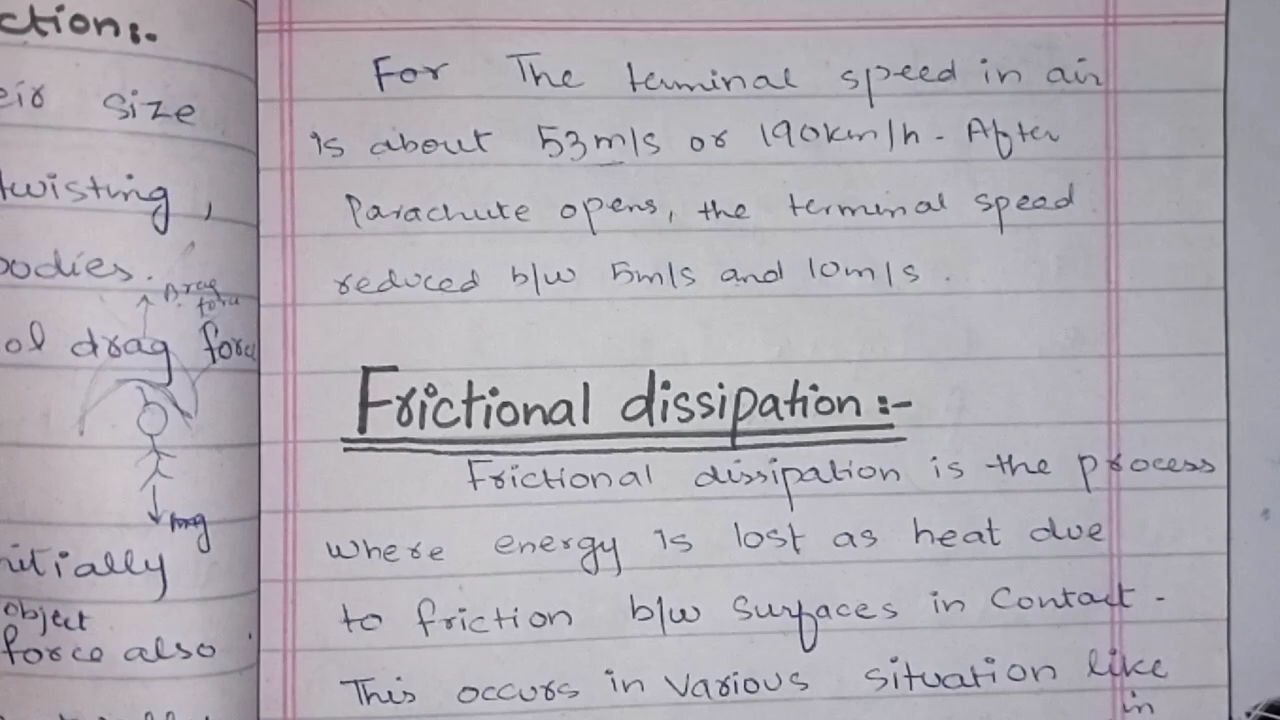 ction:-
eir size
twisting,
bodies.
Drag
force
ol drag force
mg
nitially
object
force also
For The terminal speed in air
is about 53m/s or 190km/h. After
Parachute opens, the terminal speed
reduced b/w 5m/s and 10m/s.
Frictional dissipation :-
Frictional dissipation is the process
where energy is lost as heat due
to friction b/w surfaces in contact.
This occurs in various situation like
in